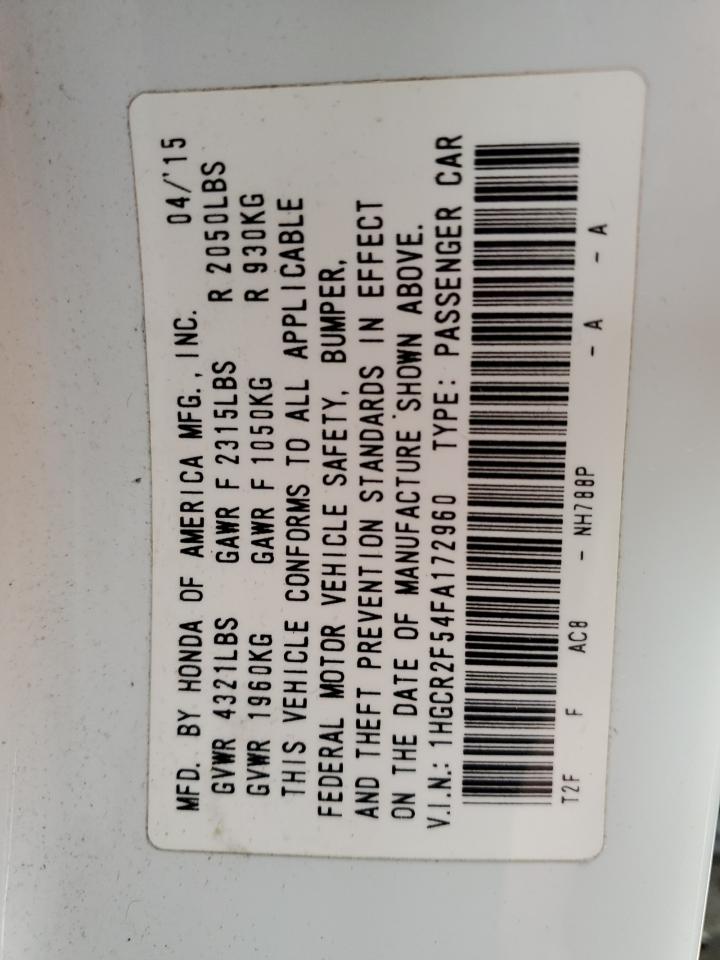 MFD. BY HONDA OF AMERICA MFG., INC. 04/'15
GVWR 4321LBS GAWR F 2315LBS R 2050LBS
GVWR 1960KG GAWR F 1050KG R 930KG
THIS VEHICLE CONFORMS TO ALL APPLICABLE
FEDERAL MOTOR VEHICLE SAFETY, BUMPER,
AND THEFT PREVENTION STANDARDS IN EFFECT
ON THE DATE OF MANUFACTURE SHOWN ABOVE.
V.I.N.: 1HGCR2F54FA172960 TYPE: PASSENGER CAR
T2F F AC8 - NH788P - A - A